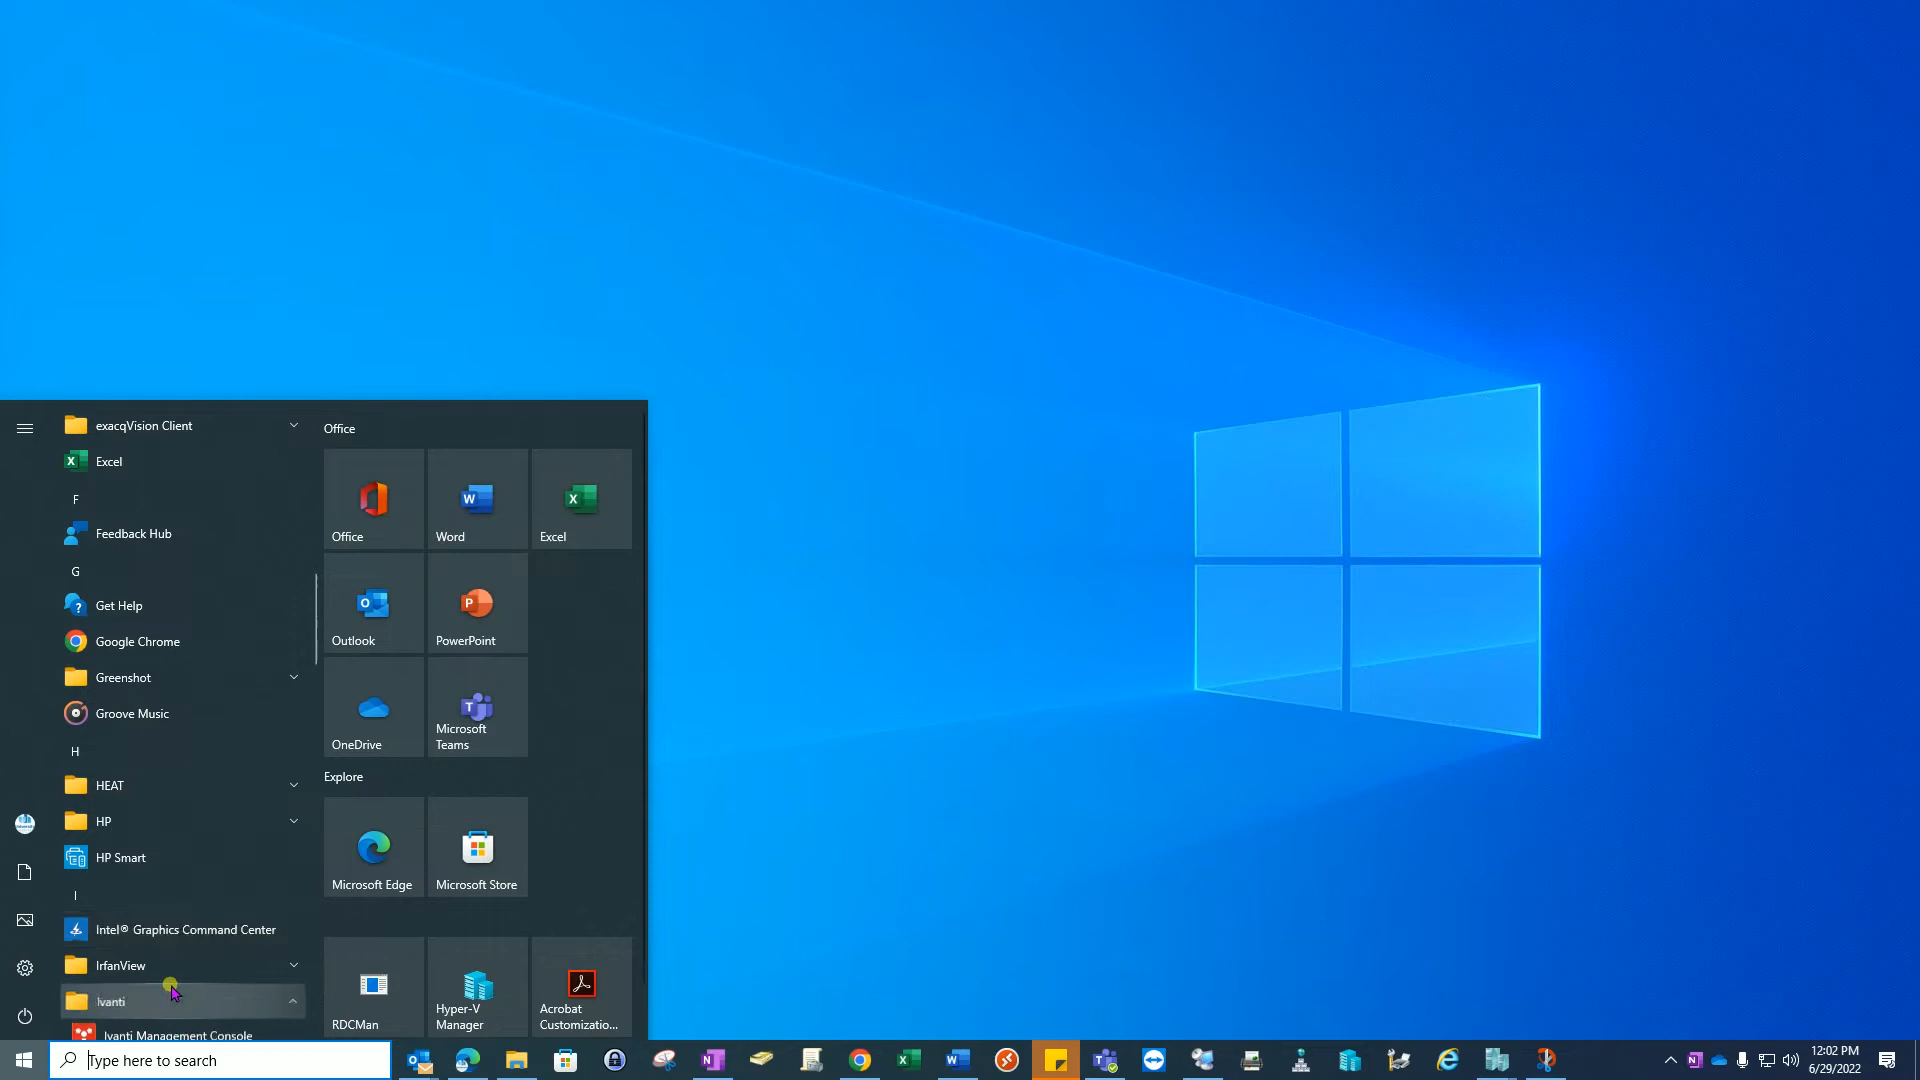 exacqVision Client
Excel
F
Feedback Hub
G
Get Help
Google Chrome
Greenshot
Groove Music
H
HEAT
HP
HP Smart
I
Intel® Graphics Command Center
IrfanView
Ivanti
Ivanti Management Console
Office
Office
Word
Excel
Outlook
PowerPoint
OneDrive
Microsoft
Teams
Explore
Microsoft Edge
Microsoft Store
RDCMan
Hyper-V
Manager
Acrobat
Customizatio...
Type here to search
12:02 PM
6/29/2022